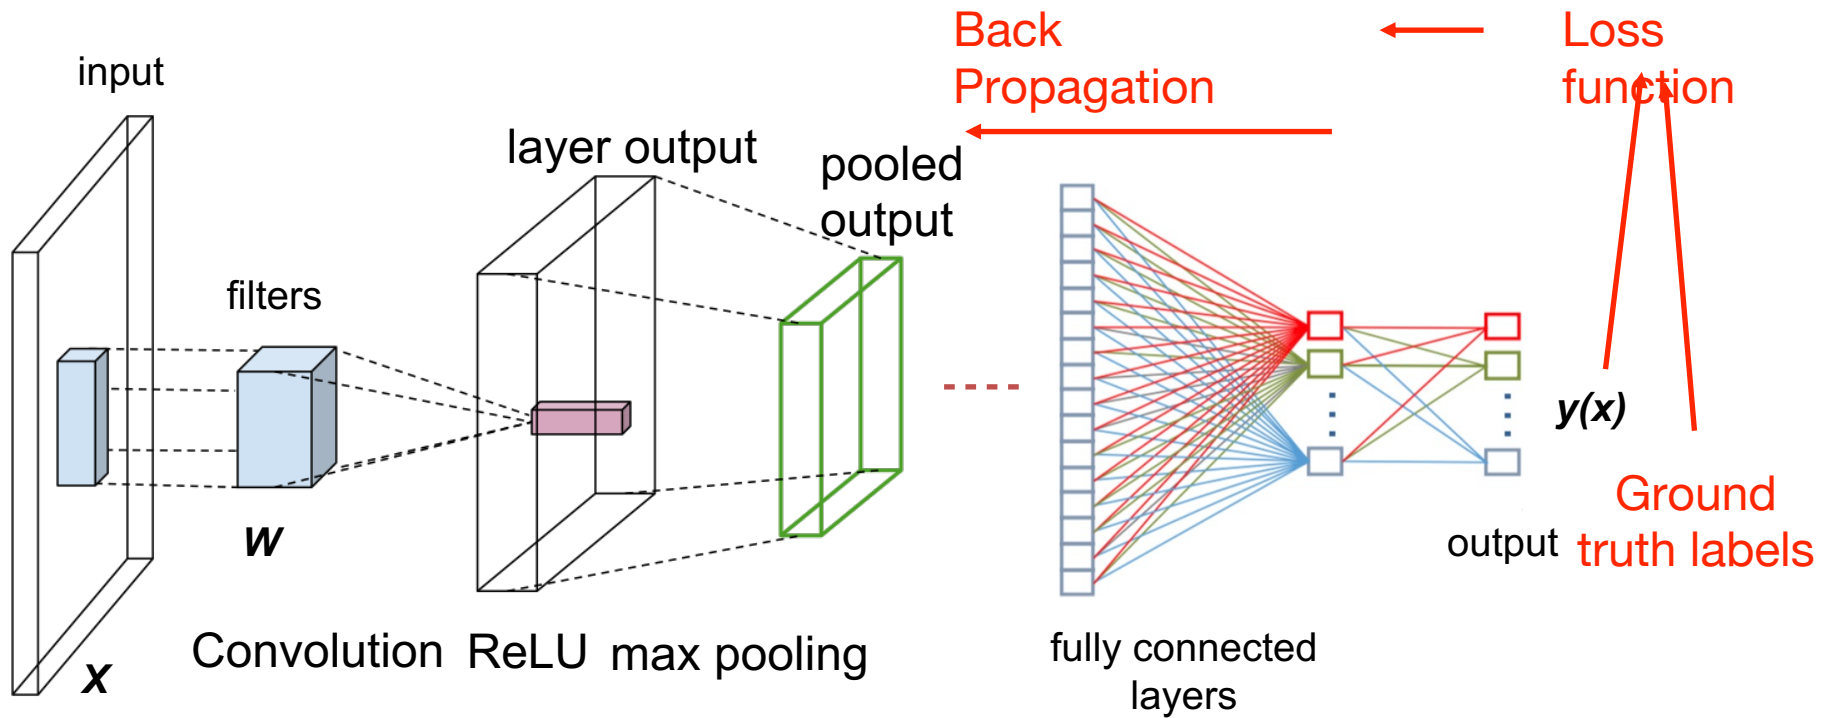 Back
Propagation
Loss
function
input
layer output
pooled
output
filters
y(x)
W
Ground
truth labels
output
Convolution
ReLU
max pooling
fully connected
layers
X